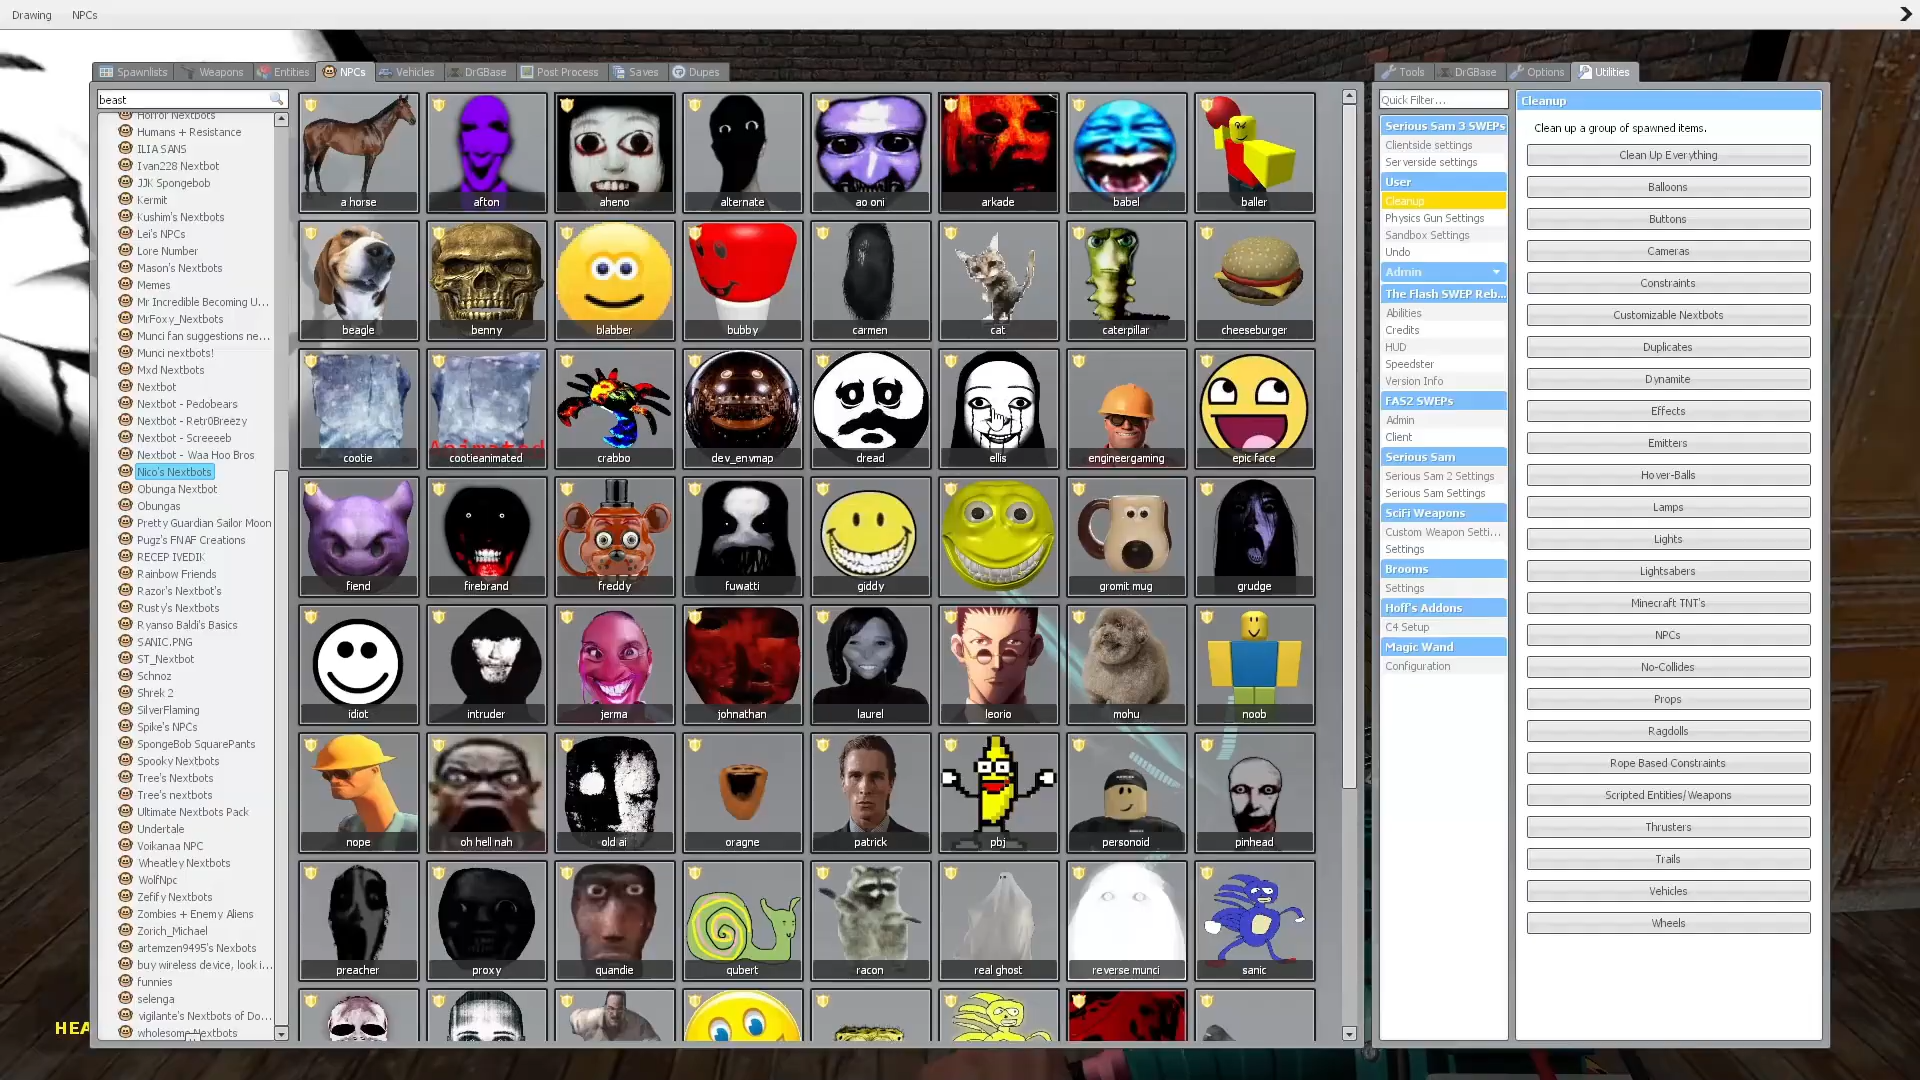 Drawing NPCs
Spawnlists Weapons Entities NPCs Vehicles DrGBase Post Process Saves Dupes
beast
Horror Nextbots
Humans + Resistance
ILIA SANS
Ivan228 Nextbot
JJK Spongebob
Kermit
Kushim's Nextbots
Lei's NPCs
Lore Number
Mason's Nextbots
Memes
Mr Incredible Becoming U...
MrFoxy_Nextbots
Munci fan suggestions ne...
Munci nextbots!
Mxd Nextbots
Nextbot
Nextbot - Pedobears
Nextbot - Retr0Breezy
Nextbot - Screeeeb
Nextbot - Waa Hoo Bros
Nico's Nextbots
Obunga Nextbot
Obungas
Pretty Guardian Sailor Moon
Pugz's FNAF Creations
RECEP IVEDIK
Rainbow Friends
Razor's Nextbot's
Rusty's Nextbots
Ryanso Baldi's Basics
SANIC.PNG
ST_Nextbot
Schnoz
Shrek 2
SilverFlaming
Spike's NPCs
SpongeBob SquarePants
Spooky Nextbots
Tree's Nextbots
Tree's nextbots
Ultimate Nextbots Pack
Undertale
Voikanaa NPC
Wheatley Nextbots
WolfNpc
Zefify Nextbots
Zombies + Enemy Aliens
Zorich_Michael
artemzen9495's Nexbots
buy wireless device, look i...
funnies
selenga
vigilante's Nextbots of Do...
wholesome Nextbots
HEA
a horse afton aheno alternate ao oni arkade babel baller
beagle benny blabber bubby carmen cat caterpillar cheeseburger
Animated
cootie cootieanimated crabbo dev_envmap dread ellis engineergaming epic face
fiend firebrand freddy fuwatti giddy gromit mug grudge
idiot intruder jerma johnathan laurel leorio mohu noob
nope oh hell nah old ai oragne patrick pbj personoid pinhead
preacher proxy quandie qubert racon real ghost reverse munci sanic
Tools DrGBase Options Utilities
Quick Filter...
Serious Sam 3 SWEPs
Clientside settings
Serverside settings
User
Cleanup
Physics Gun Settings
Sandbox Settings
Undo
Admin
The Flash SWEP Reb...
Abilities
Credits
HUD
Speedster
Version Info
FAS2 SWEPs
Admin
Client
Serious Sam
Serious Sam 2 Settings
Serious Sam Settings
SciFi Weapons
Custom Weapon Setti...
Settings
Brooms
Settings
Hoff's Addons
C4 Setup
Magic Wand
Configuration
Cleanup
Clean up a group of spawned items.
Clean Up Everything
Balloons
Buttons
Cameras
Constraints
Customizable Nextbots
Duplicates
Dynamite
Effects
Emitters
Hover-Balls
Lamps
Lights
Lightsabers
Minecraft TNT's
NPCs
No-Collides
Props
Ragdolls
Rope Based Constraints
Scripted Entities/Weapons
Thrusters
Trails
Vehicles
Wheels